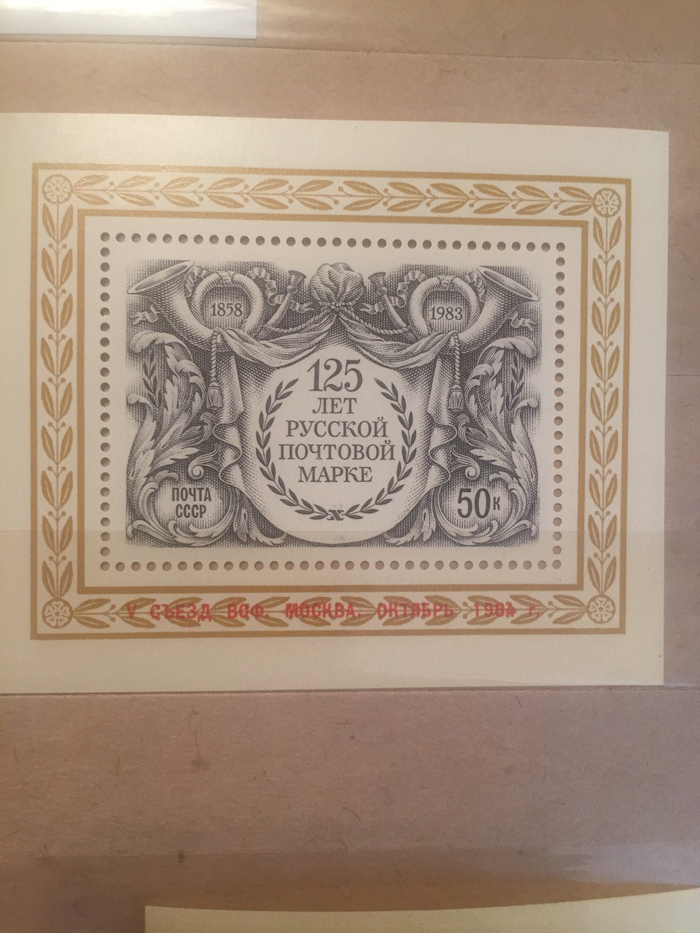 1858
1983
125
ЛЕТ
РУССКОЙ
ПОЧТОВОЙ
МАРКЕ
ПОЧТА
СССР
50к
V СЪЕЗД ВОФ. МОСКВА. ОКТЯБРЬ 1984 г.